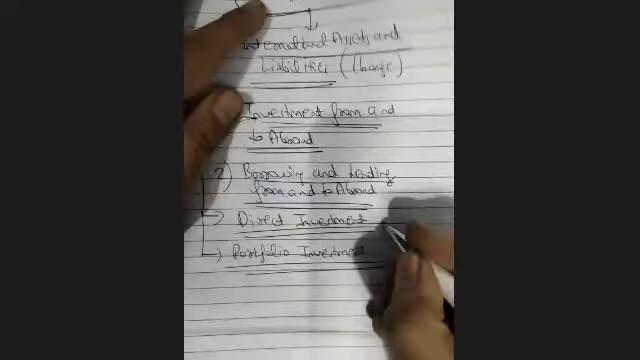 International Assets and
Liabilities (Change)
Investment from and
to Abroad
2) Borrowing and Lending
from and to Abroad
Direct Investment
Portfolio Investment